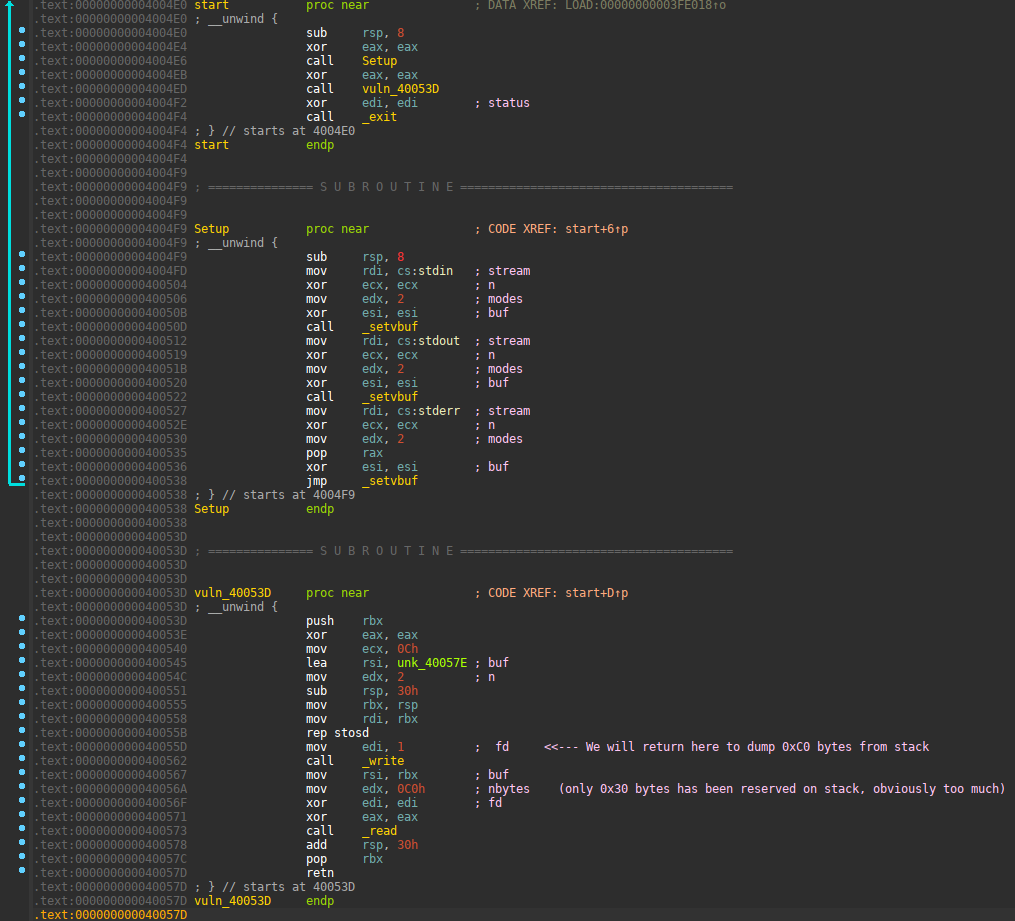 .text:00000000004004E0 start proc near ; DATA XREF: LOAD:00000000003FE018↑o
.text:00000000004004E0 ; __unwind {
.text:00000000004004E0 sub rsp, 8
.text:00000000004004E4 xor eax, eax
.text:00000000004004E6 call Setup
.text:00000000004004EB xor eax, eax
.text:00000000004004ED call vuln_40053D
.text:00000000004004F2 xor edi, edi ; status
.text:00000000004004F4 call _exit
.text:00000000004004F4 ; } // starts at 4004E0
.text:00000000004004F4 start endp
.text:00000000004004F4
.text:00000000004004F9
.text:00000000004004F9 ; =============== S U B R O U T I N E =======================================
.text:00000000004004F9
.text:00000000004004F9
.text:00000000004004F9 Setup proc near ; CODE XREF: start+6↑p
.text:00000000004004F9 ; __unwind {
.text:00000000004004F9 sub rsp, 8
.text:00000000004004FD mov rdi, cs:stdin ; stream
.text:0000000000400504 xor ecx, ecx ; n
.text:0000000000400506 mov edx, 2 ; modes
.text:000000000040050B xor esi, esi ; buf
.text:000000000040050D call _setvbuf
.text:0000000000400512 mov rdi, cs:stdout ; stream
.text:0000000000400519 xor ecx, ecx ; n
.text:000000000040051B mov edx, 2 ; modes
.text:0000000000400520 xor esi, esi ; buf
.text:0000000000400522 call _setvbuf
.text:0000000000400527 mov rdi, cs:stderr ; stream
.text:000000000040052E xor ecx, ecx ; n
.text:0000000000400530 mov edx, 2 ; modes
.text:0000000000400535 pop rax
.text:0000000000400536 xor esi, esi ; buf
.text:0000000000400538 jmp _setvbuf
.text:0000000000400538 ; } // starts at 4004F9
.text:0000000000400538 Setup endp
.text:0000000000400538
.text:000000000040053D
.text:000000000040053D ; =============== S U B R O U T I N E =======================================
.text:000000000040053D
.text:000000000040053D
.text:000000000040053D vuln_40053D proc near ; CODE XREF: start+D↑p
.text:000000000040053D ; __unwind {
.text:000000000040053D push rbx
.text:000000000040053E xor eax, eax
.text:0000000000400540 mov ecx, 0Ch
.text:0000000000400545 lea rsi, unk_40057E ; buf
.text:000000000040054C mov edx, 2 ; n
.text:0000000000400551 sub rsp, 30h
.text:0000000000400555 mov rbx, rsp
.text:0000000000400558 mov rdi, rbx
.text:000000000040055B rep stosd
.text:000000000040055D mov edi, 1 ; fd <<--- We will return here to dump 0xC0 bytes from stack
.text:0000000000400562 call _write
.text:0000000000400567 mov rsi, rbx ; buf
.text:000000000040056A mov edx, 0C0h ; nbytes (only 0x30 bytes has been reserved on stack, obviously too much)
.text:000000000040056F xor edi, edi ; fd
.text:0000000000400571 xor eax, eax
.text:0000000000400573 call _read
.text:0000000000400578 add rsp, 30h
.text:000000000040057C pop rbx
.text:000000000040057D retn
.text:000000000040057D ; } // starts at 40053D
.text:000000000040057D vuln_40053D endp
.text:000000000040057D